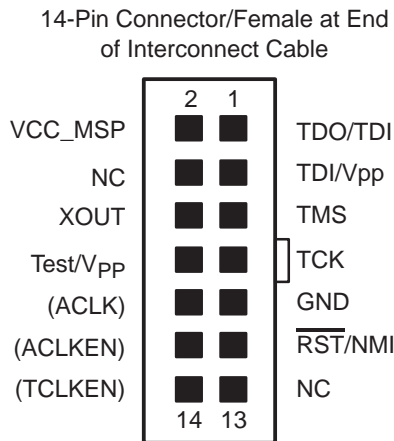 14-Pin Connector/Female at End
of Interconnect Cable
2 1
VCC_MSP TDO/TDI
NC TDI/Vpp
XOUT TMS
Test/VPP TCK
(ACLK) GND
(ACLKEN) RST/NMI
(TCLKEN) NC
14 13